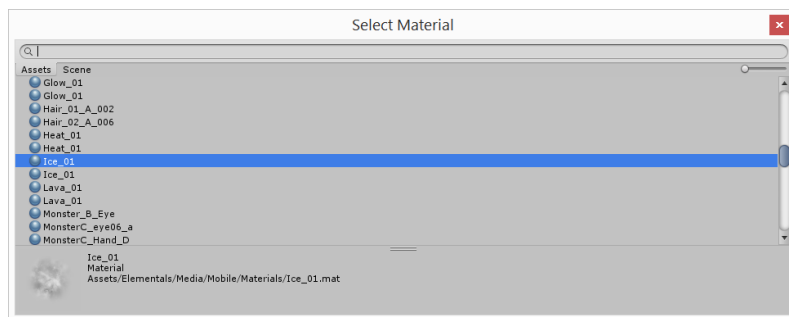 Select Material
Assets Scene
Glow_01
Glow_01
Hair_01_A_002
Hair_02_A_006
Heat_01
Heat_01
Ice_01
Ice_01
Lava_01
Lava_01
Monster_B_Eye
MonsterC_eye06_a
MonsterC_Hand_D
Ice_01
Material
Assets/Elementals/Media/Mobile/Materials/Ice_01.mat